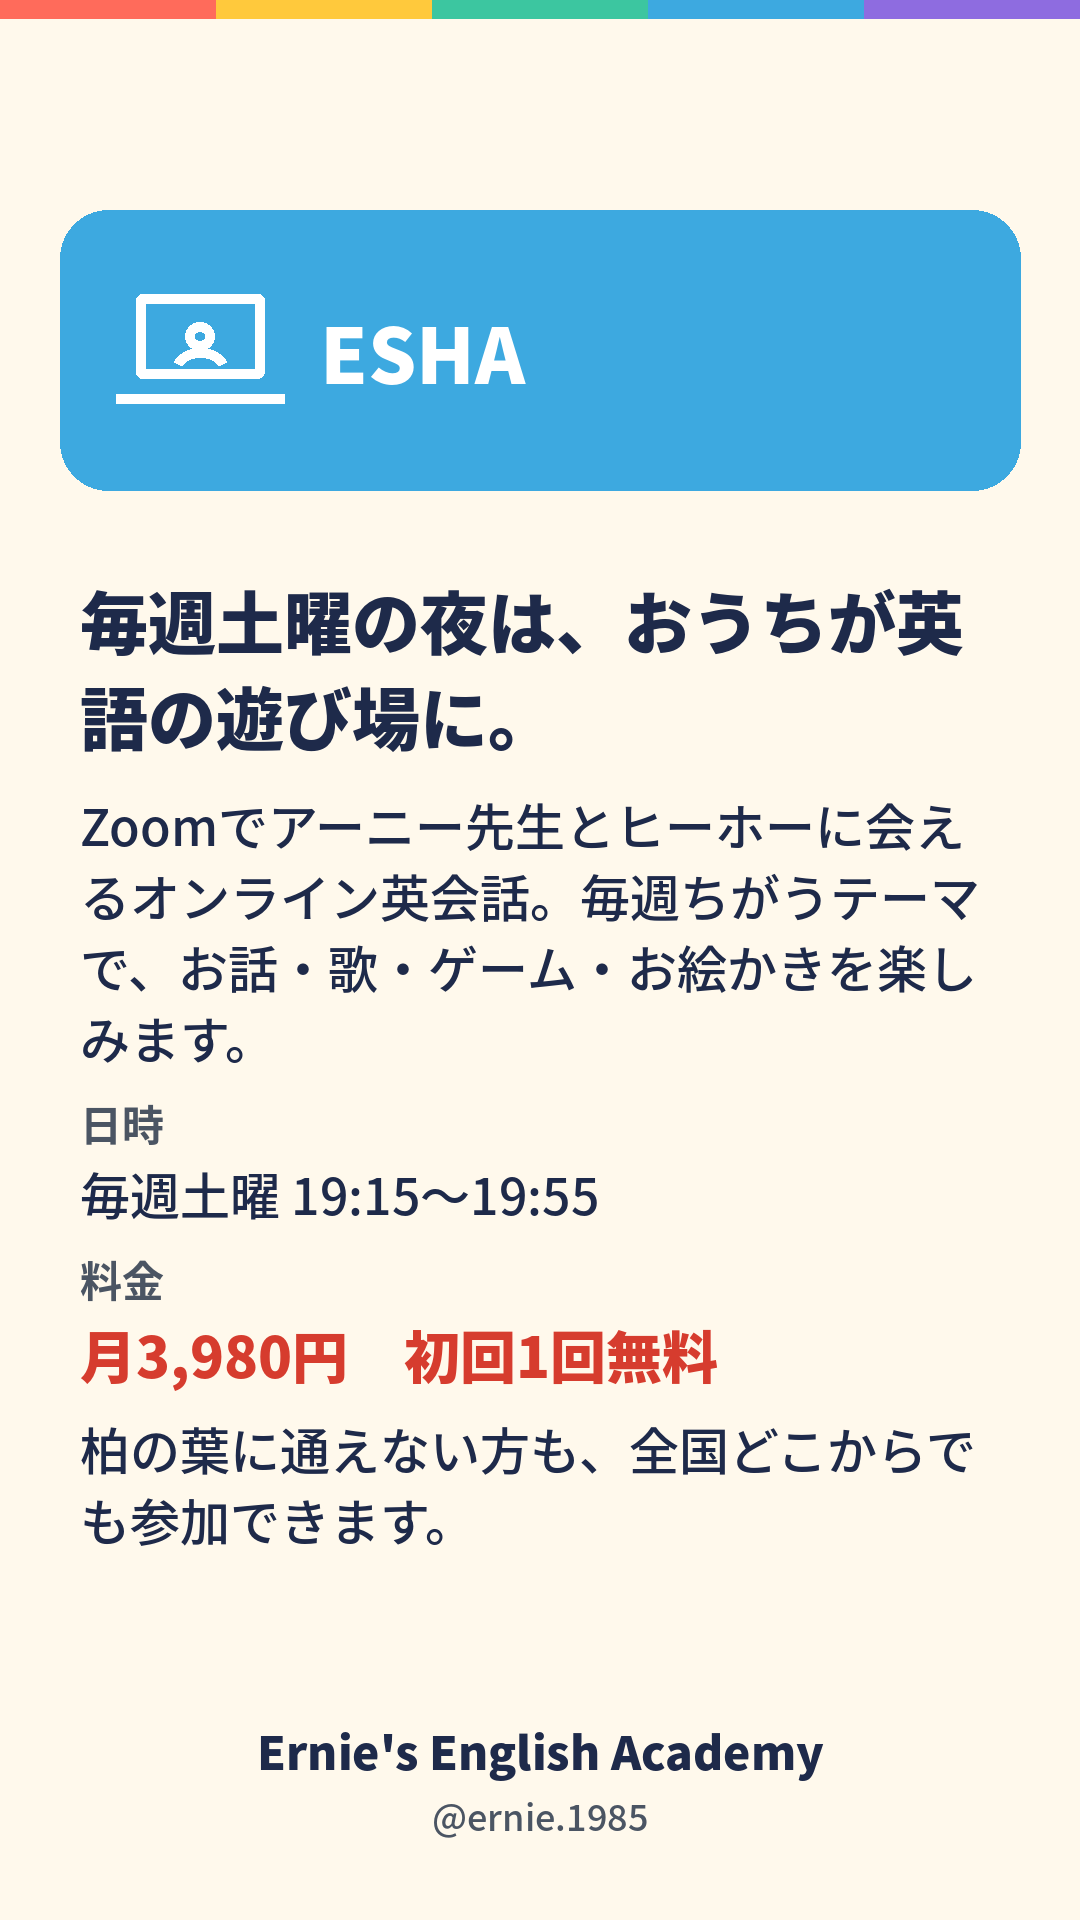 ESHA
毎週土曜の夜は、おうちが英
語の遊び場に。
Zoomでアーニー先生とヒーホーに会え
るオンライン英会話。毎週ちがうテーマ
で、お話・歌・ゲーム・お絵かきを楽し
みます。
日時
毎週土曜 19:15〜19:55
料金
月3,980円　初回1回無料
柏の葉に通えない方も、全国どこからで
も参加できます。
Ernie's English Academy
@ernie.1985